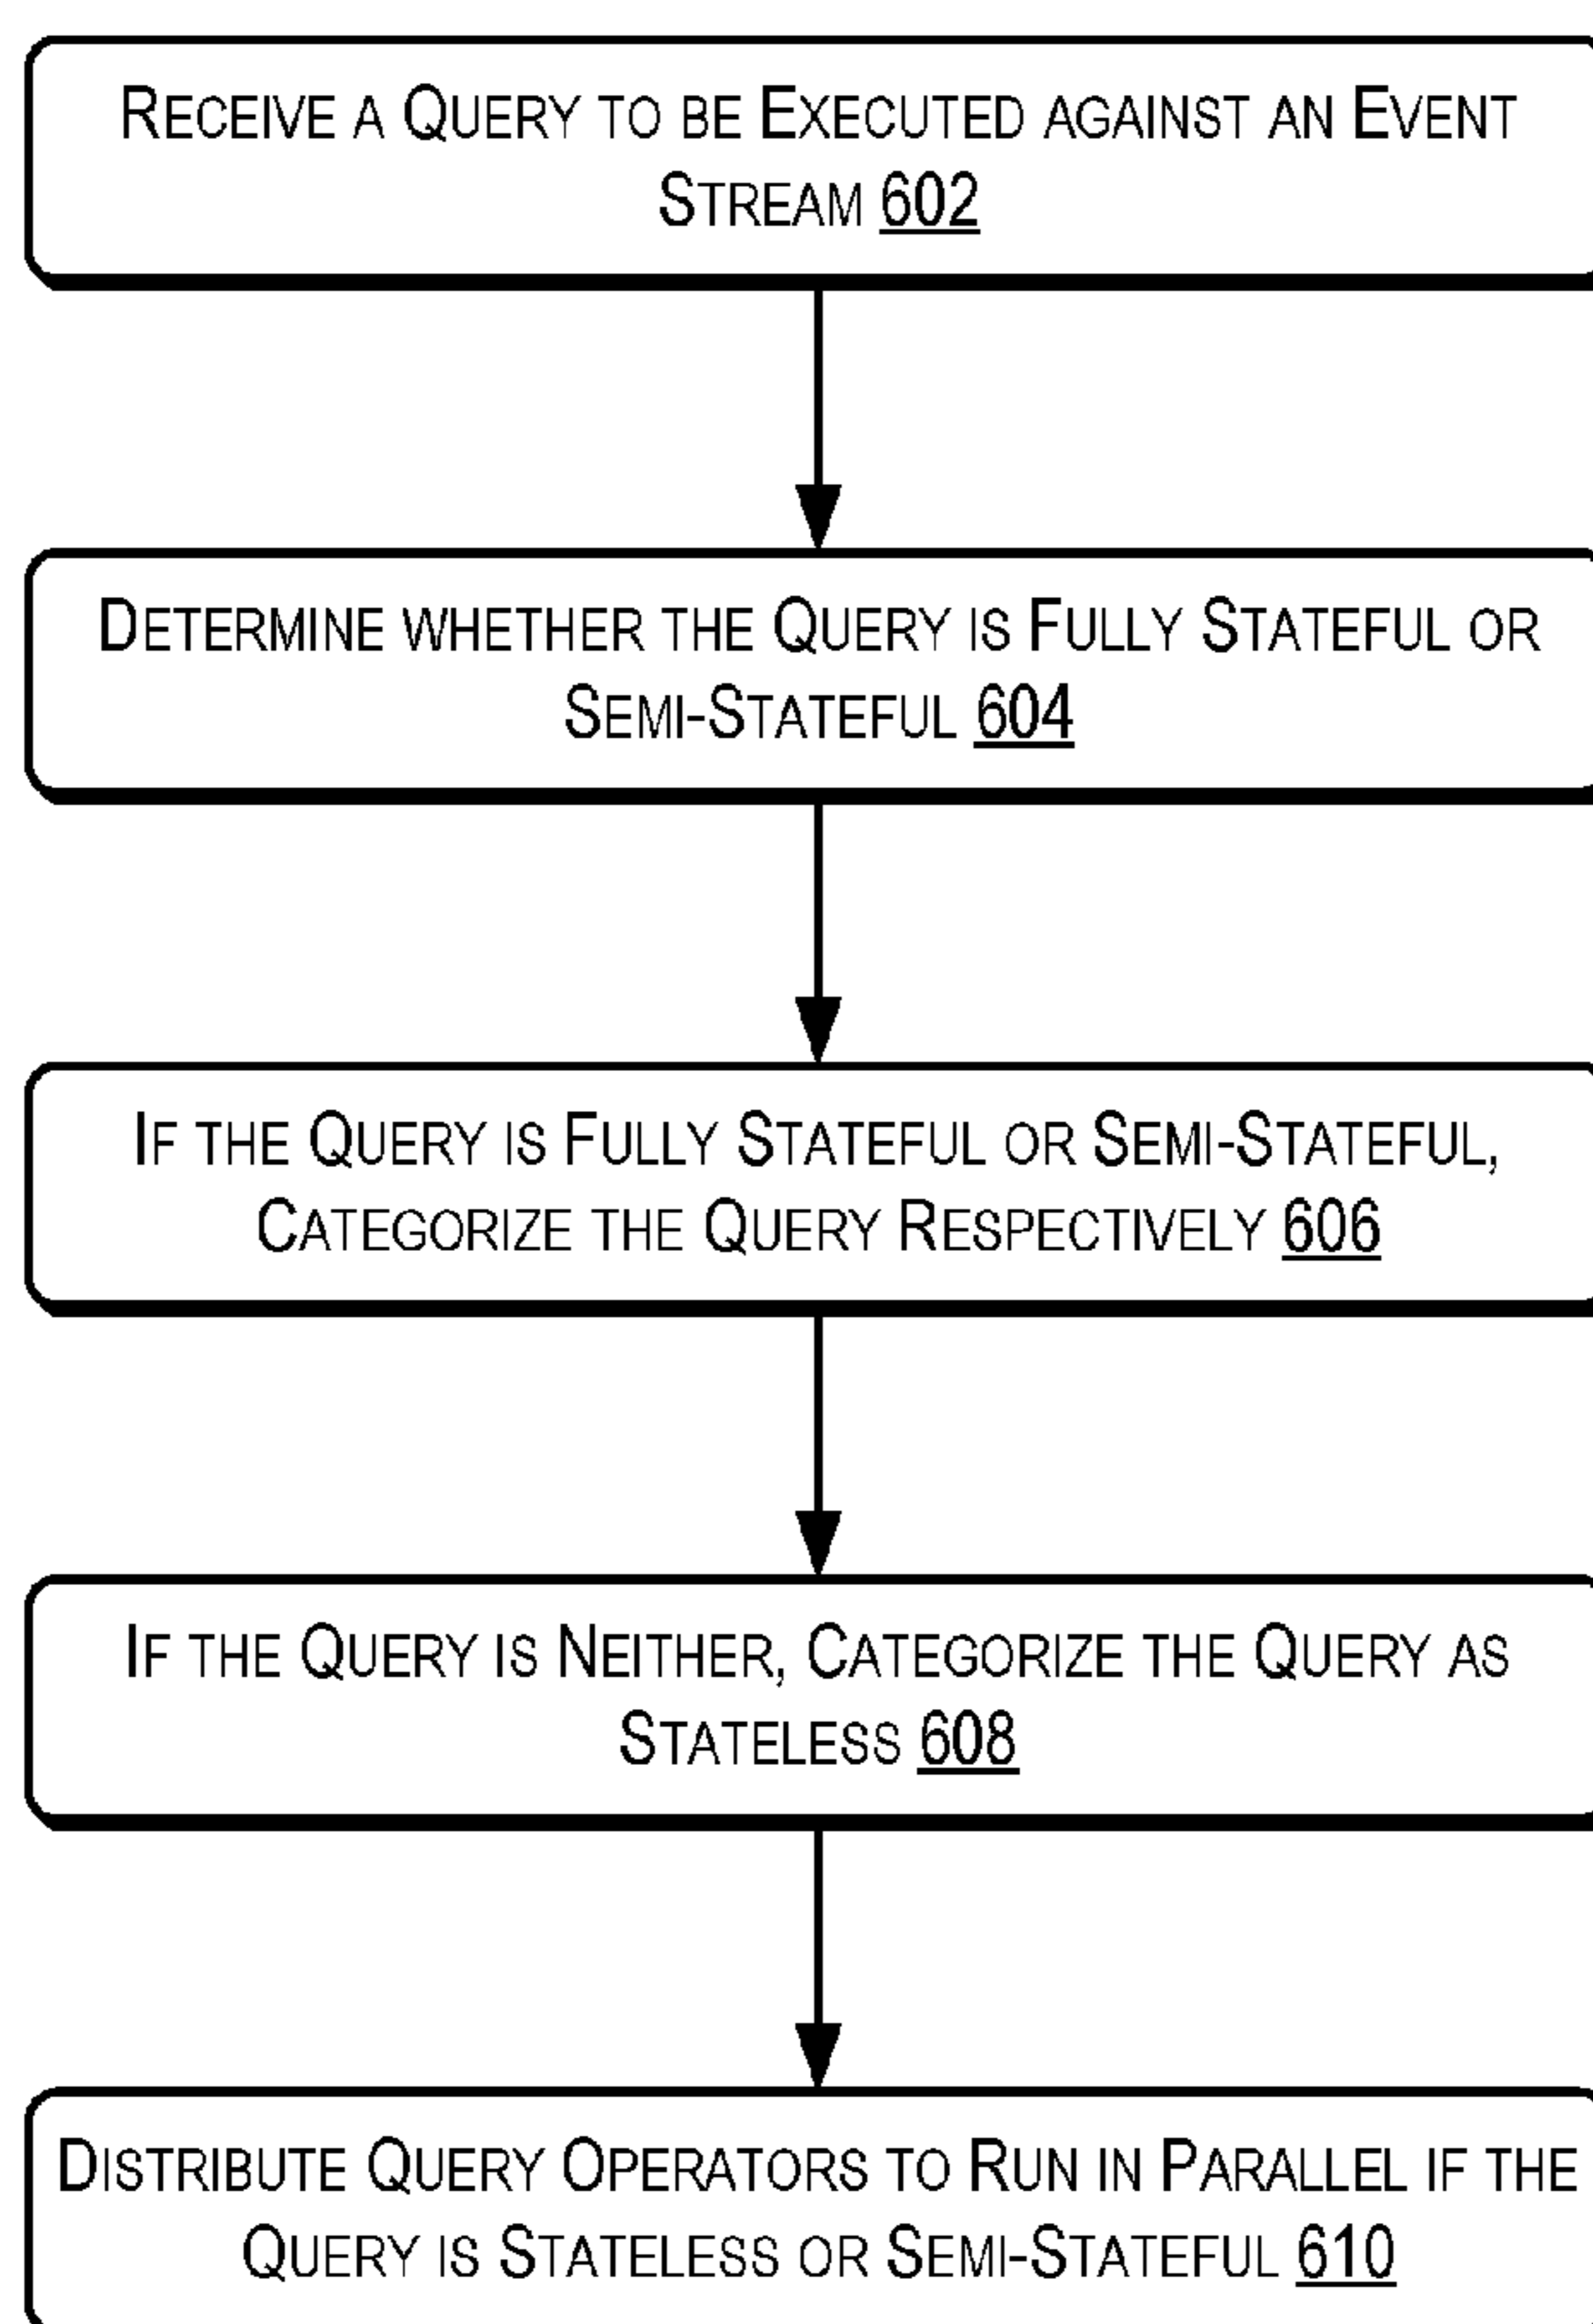 RECEIVE A QUERY TO BE EXECUTED AGAINST AN EVENT
STREAM 602
DETERMINE WHETHER THE QUERY IS FULLY STATEFUL OR
SEMI-STATEFUL 604
IF THE QUERY IS FULLY STATEFUL OR SEMI-STATEFUL,
CATEGORIZE THE QUERY RESPECTIVELY 606
IF THE QUERY IS NEITHER, CATEGORIZE THE QUERY AS
STATELESS 608
DISTRIBUTE QUERY OPERATORS TO RUN IN PARALLEL IF THE
QUERY IS STATELESS OR SEMI-STATEFUL 610